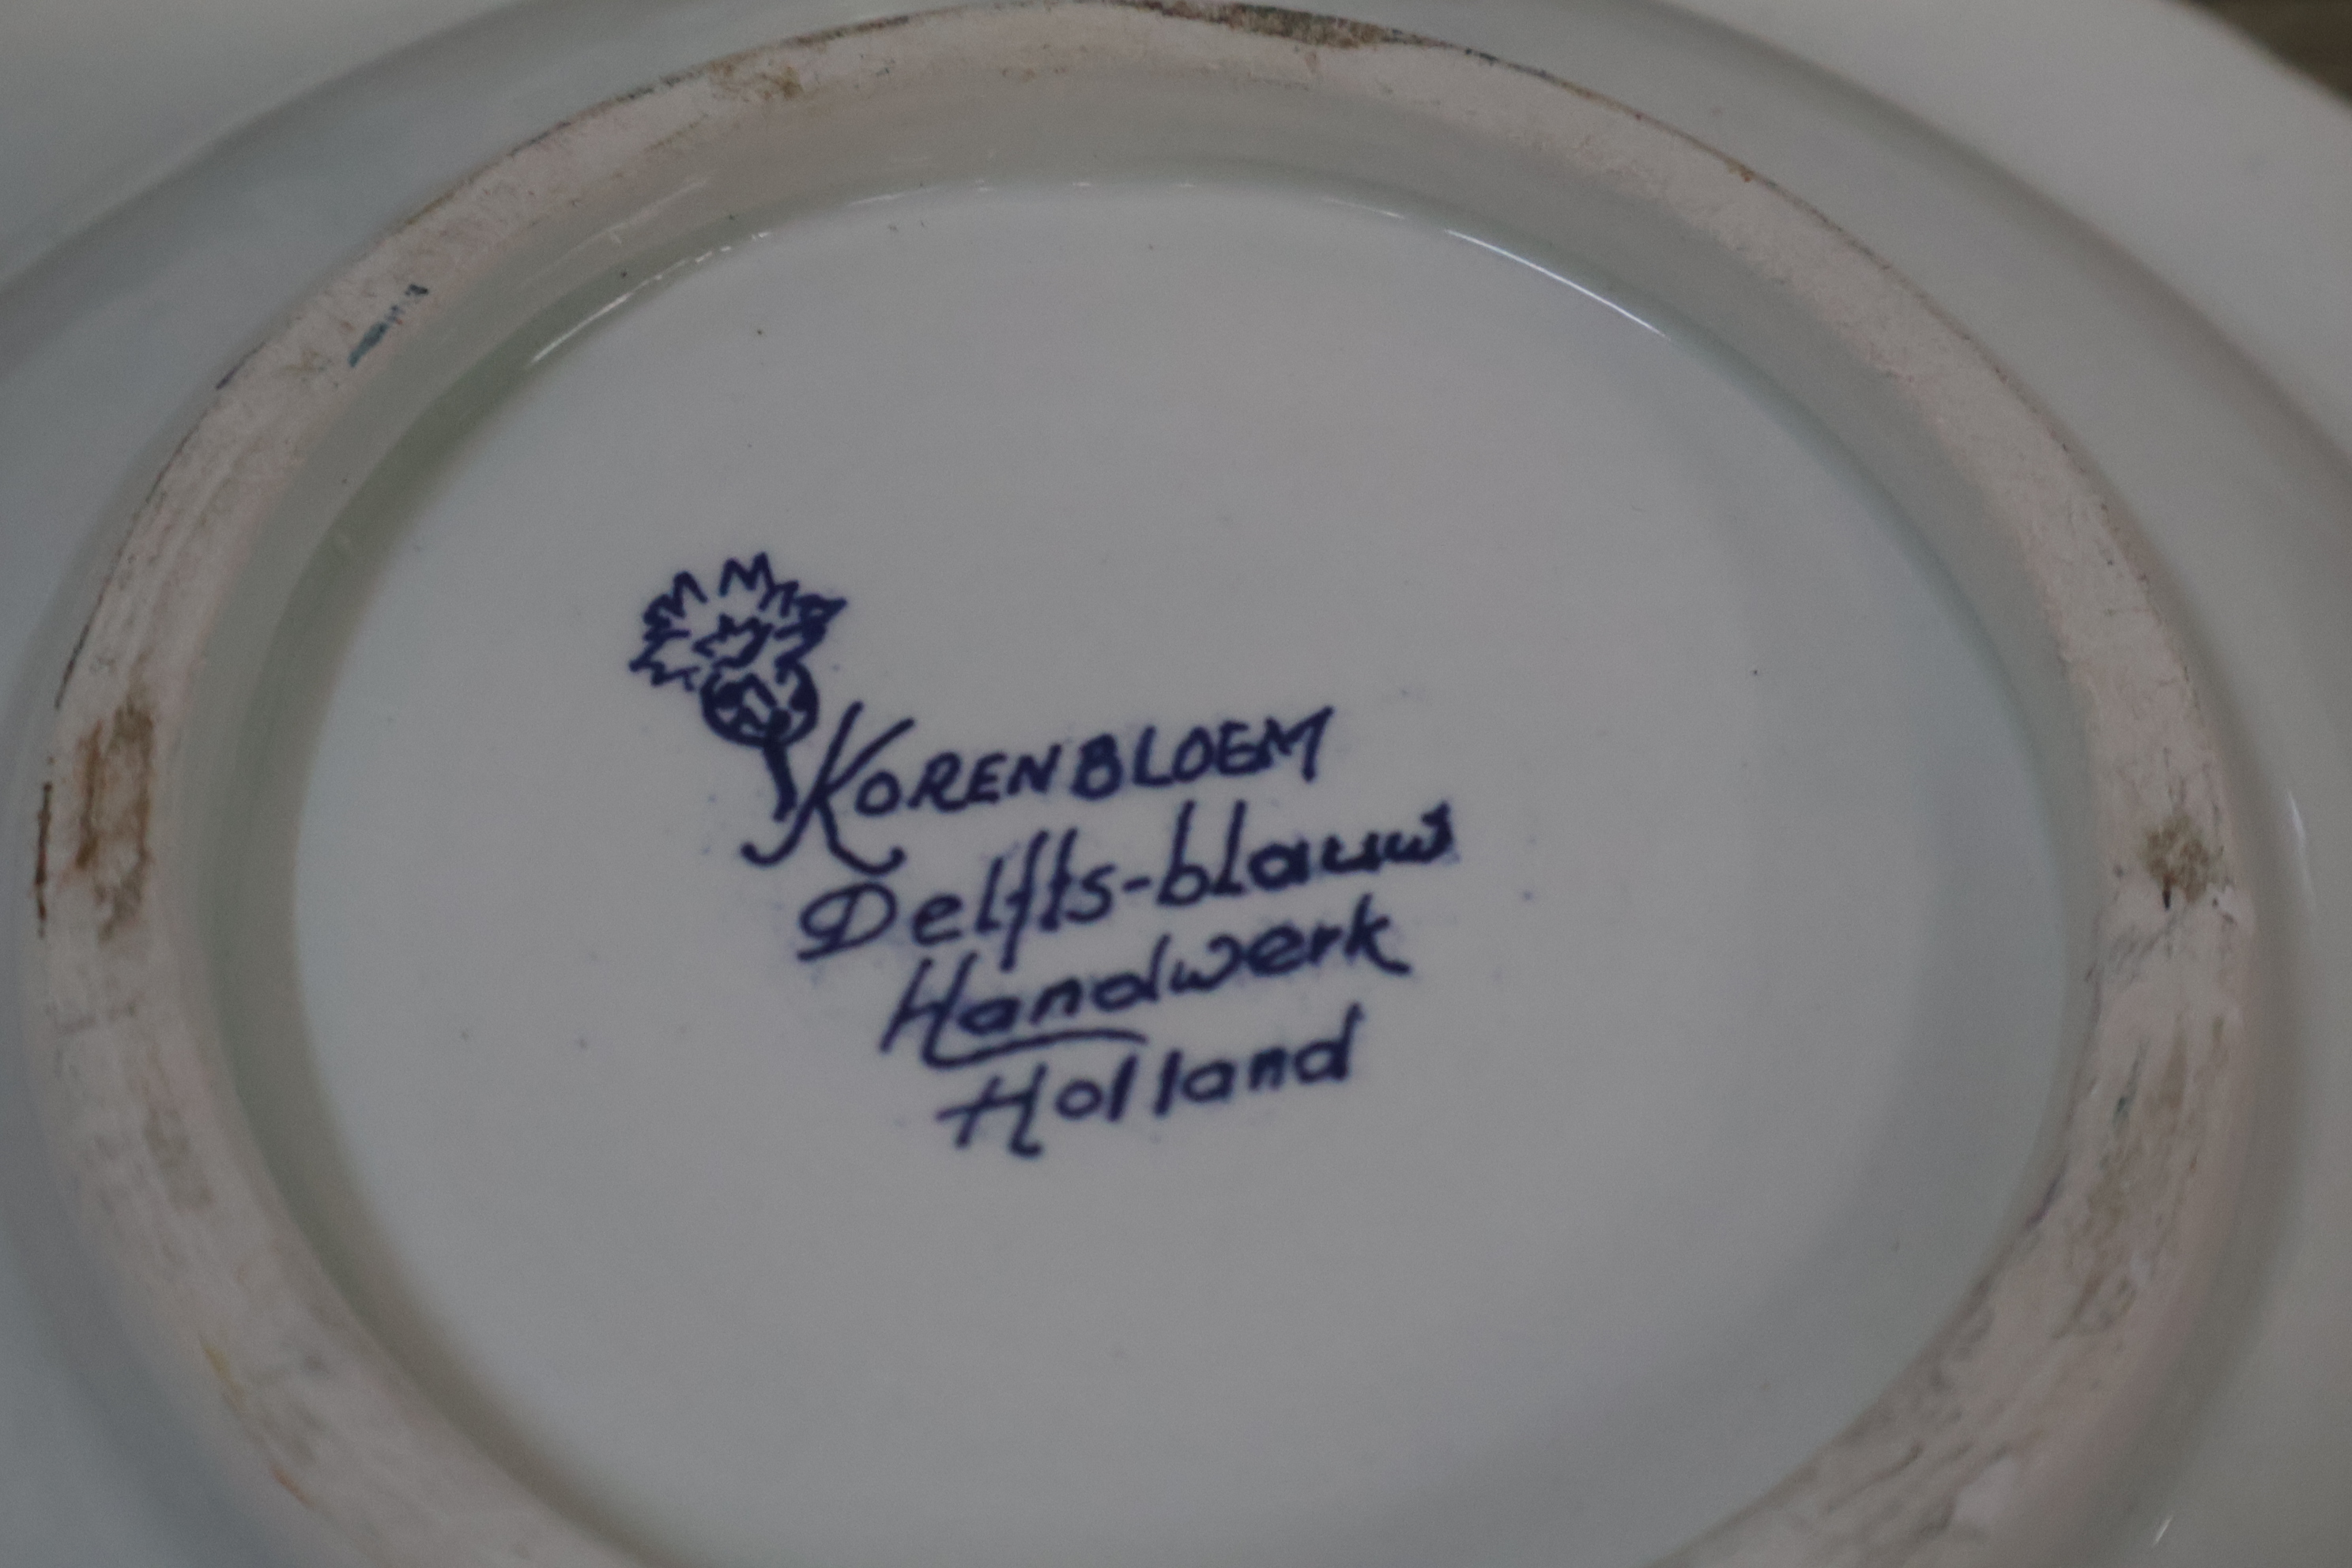 KORENBLOEM
Delfts-blauw
Handwerk
Holland